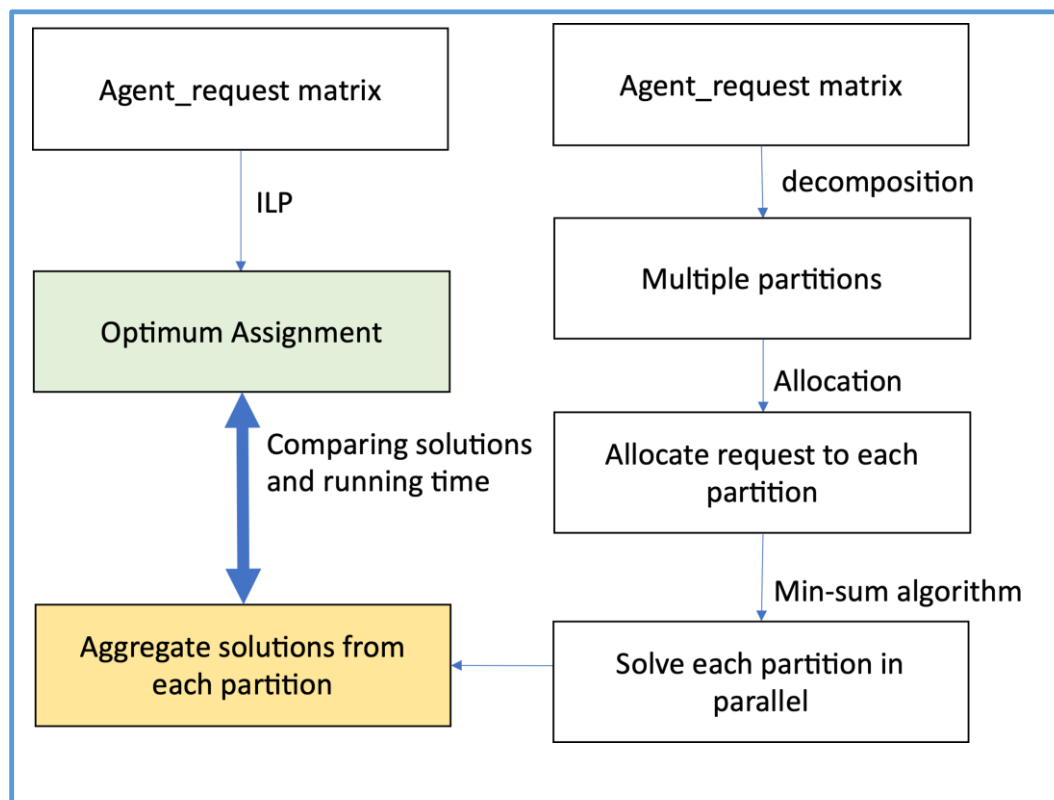 Agent_request matrix
ILP
Optimum Assignment
Comparing solutions
and running time
Aggregate solutions from
each partition
Agent_request matrix
decomposition
Multiple partitions
Allocation
Allocate request to each
partition
Min-sum algorithm
Solve each partition in
parallel